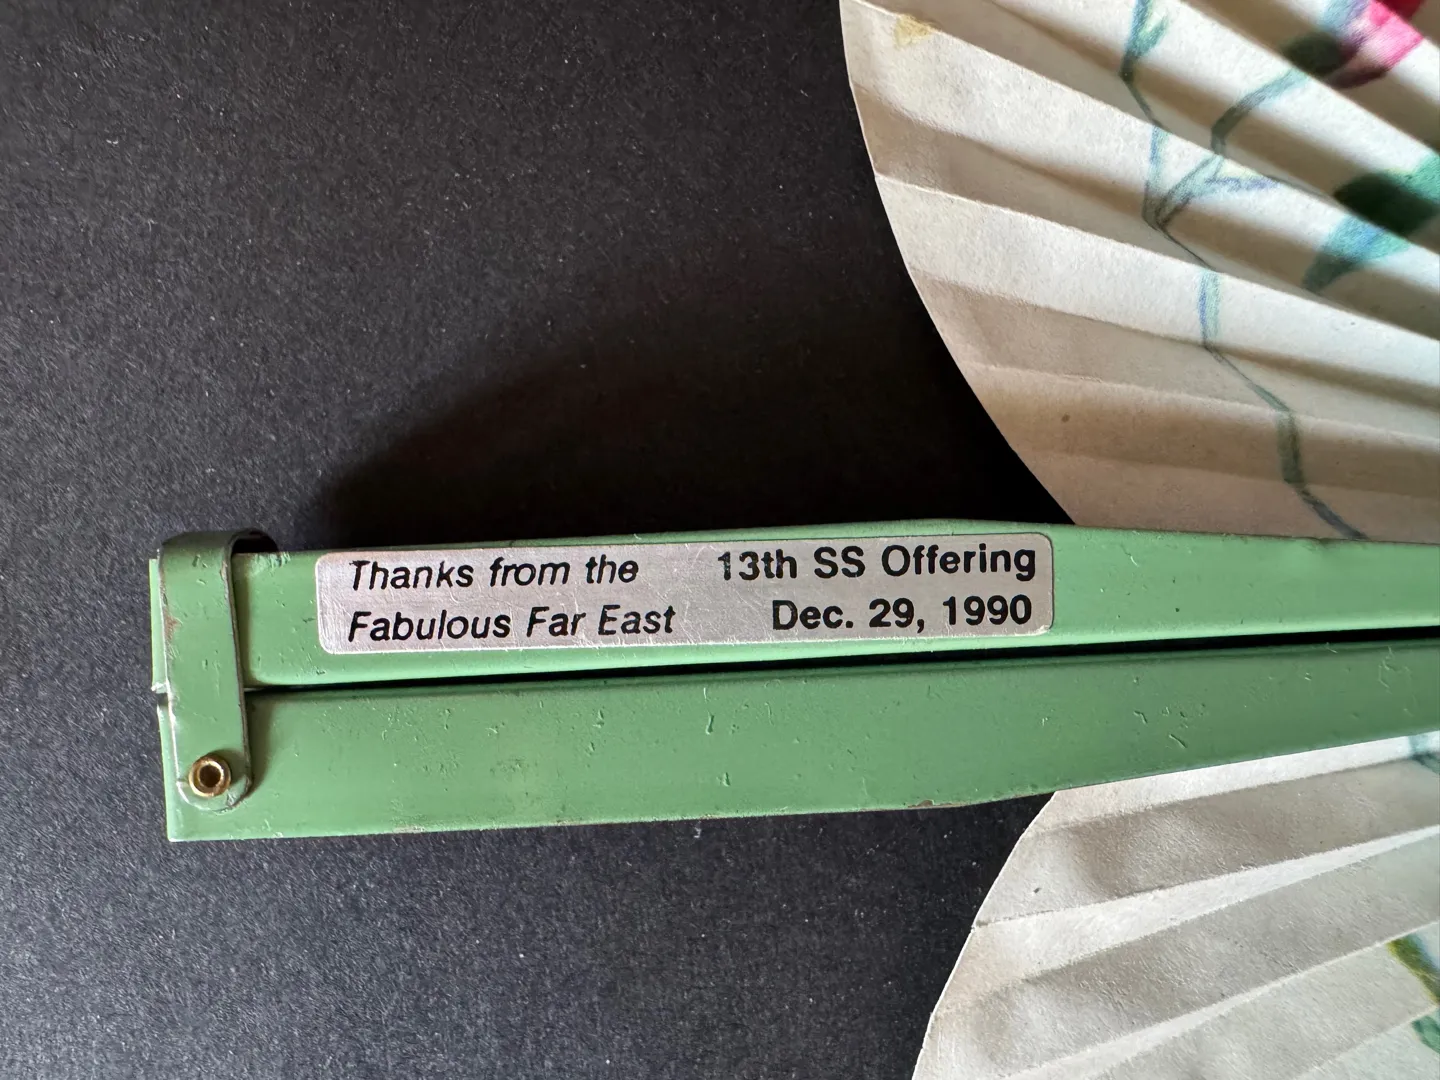 Thanks from the
Fabulous Far East
13th SS Offering
Dec. 29, 1990